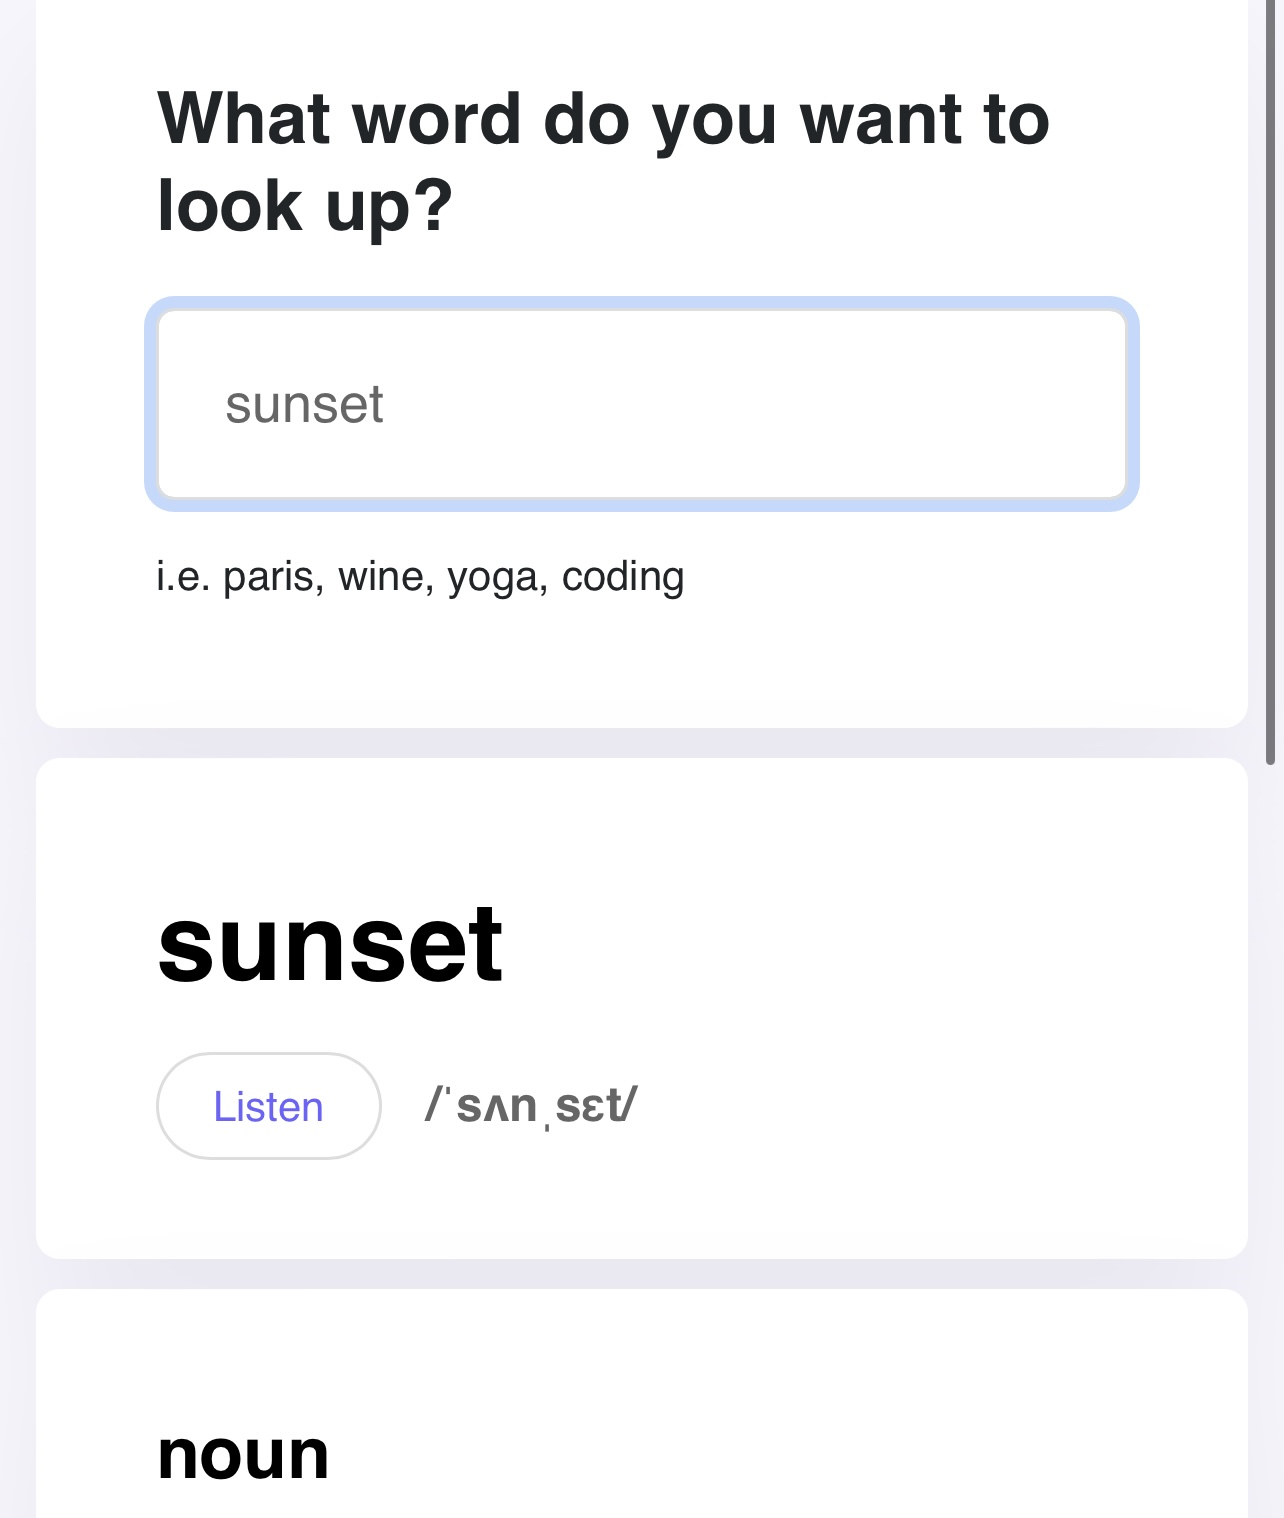 What word do you want to
look up?
sunset
i.e. paris, wine, yoga, coding
sunset
Listen
/ˈsʌnˌsɛt/
noun